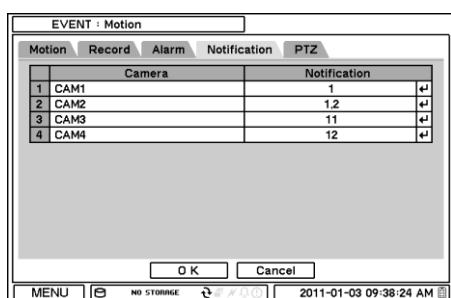 EVENT : Motion
Motion Record Alarm Notification PTZ
Camera Notification
1 CAM1 1
2 CAM2 1,2
3 CAM3 11
4 CAM4 12
O K Cancel
MENU NO STORAGE 2011-01-03 09:38:24 AM